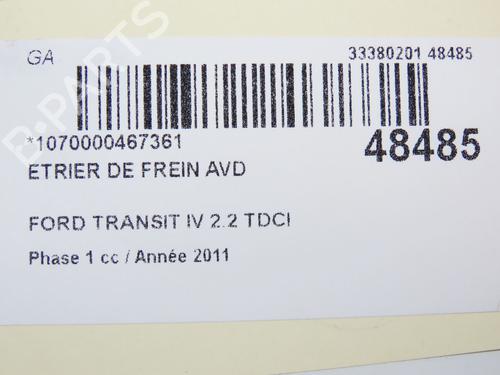 GA
33380201 48485
*1070000467361
48485
ETRIER DE FREIN AVD
FORD TRANSIT IV 2.2 TDCI
Phase 1 cc / Année 2011
B-PARTS